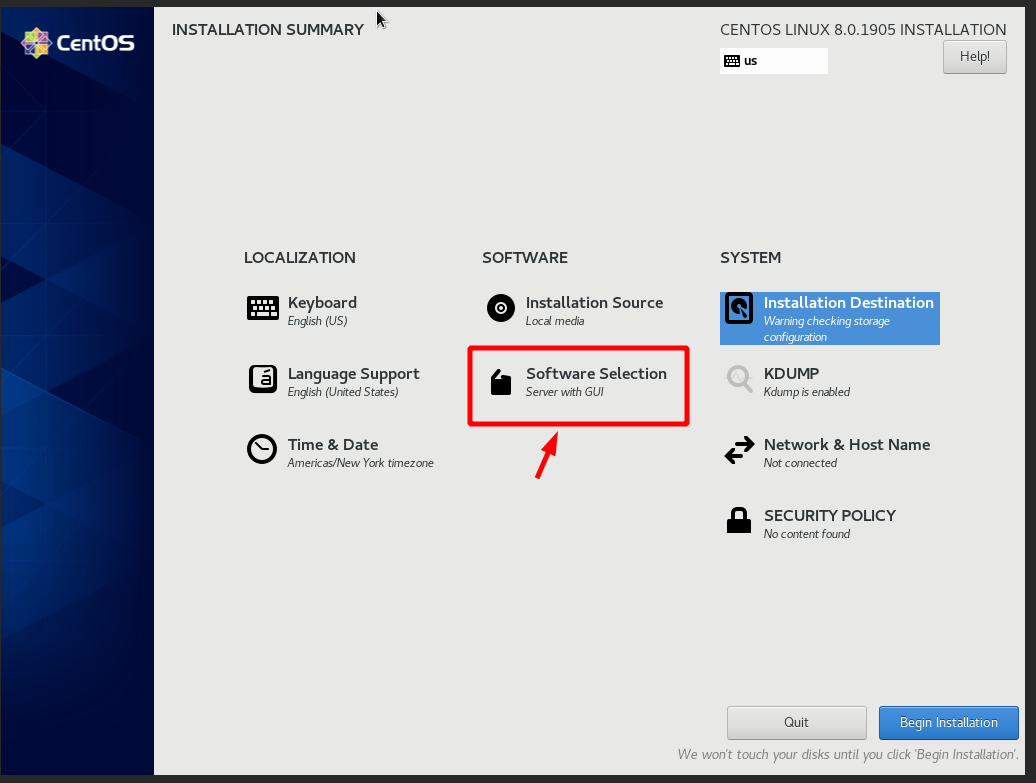 CentOS
INSTALLATION SUMMARY
CENTOS LINUX 8.0.1905 INSTALLATION
us
Help!
LOCALIZATION
Keyboard
English (US)
Language Support
English (United States)
Time & Date
Americas/New York timezone
SOFTWARE
Installation Source
Local media
Software Selection
Server with GUI
SYSTEM
Installation Destination
Warning checking storage
configuration
KDUMP
Kdump is enabled
Network & Host Name
Not connected
SECURITY POLICY
No content found
Quit
Begin Installation
We won't touch your disks until you click 'Begin Installation'.